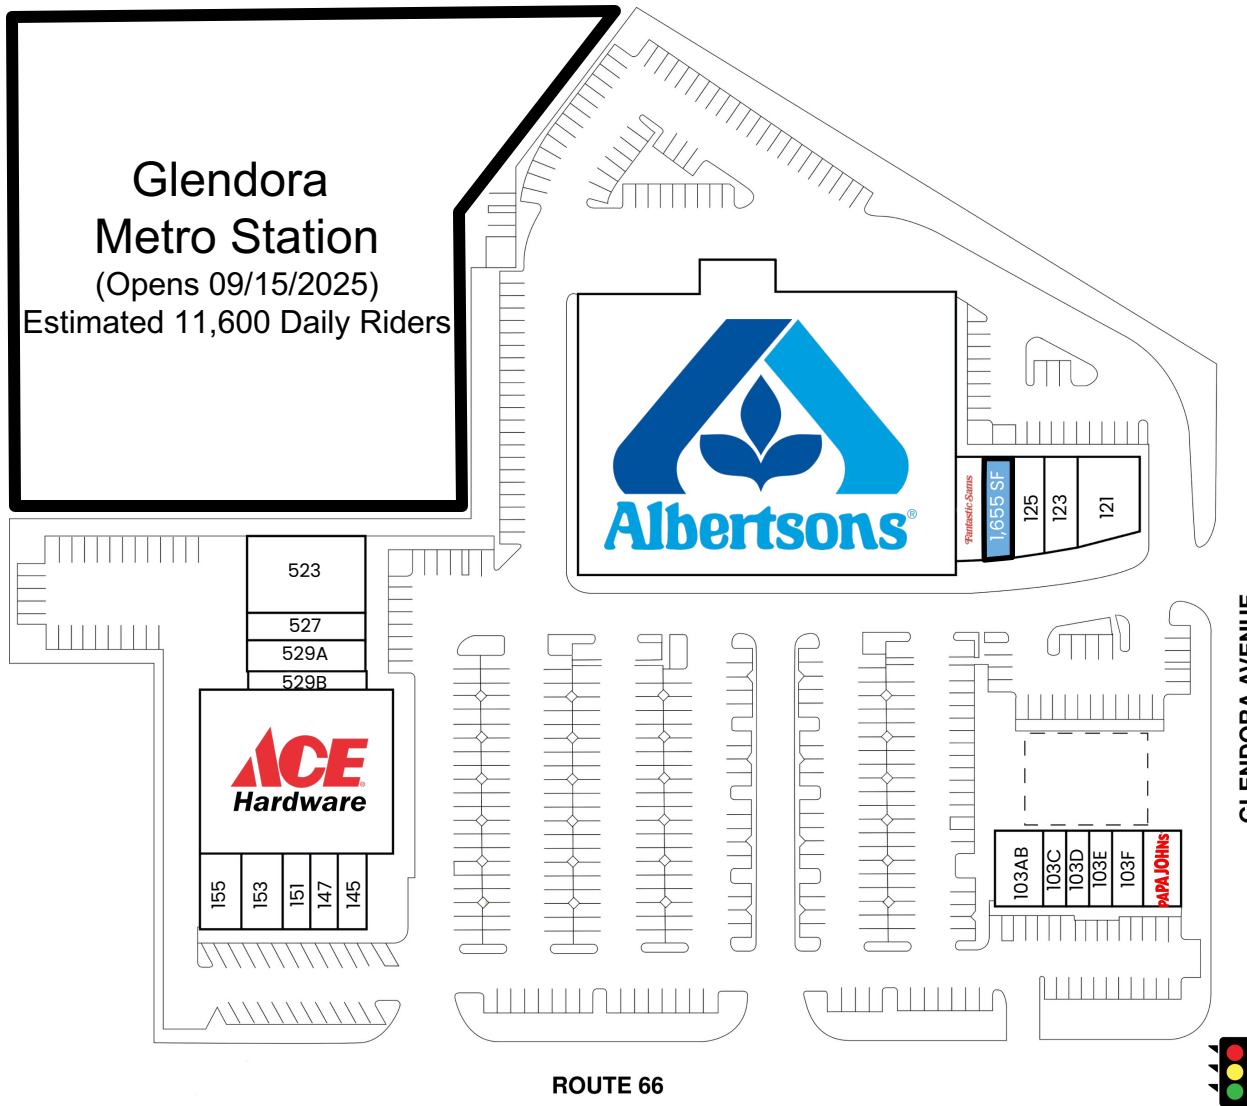 Glendora
Metro Station
(Opens 09/15/2025)
Estimated 11,600 Daily Riders
Albertsons®
Fantastic Sams
1,655 SF
125
123
121
523
527
529A
529B
ACE
Hardware
155
153
151
147
145
103AB
103C
103D
103E
103F
PAPA JOHNS
GLENDORA AVENUE
ROUTE 66